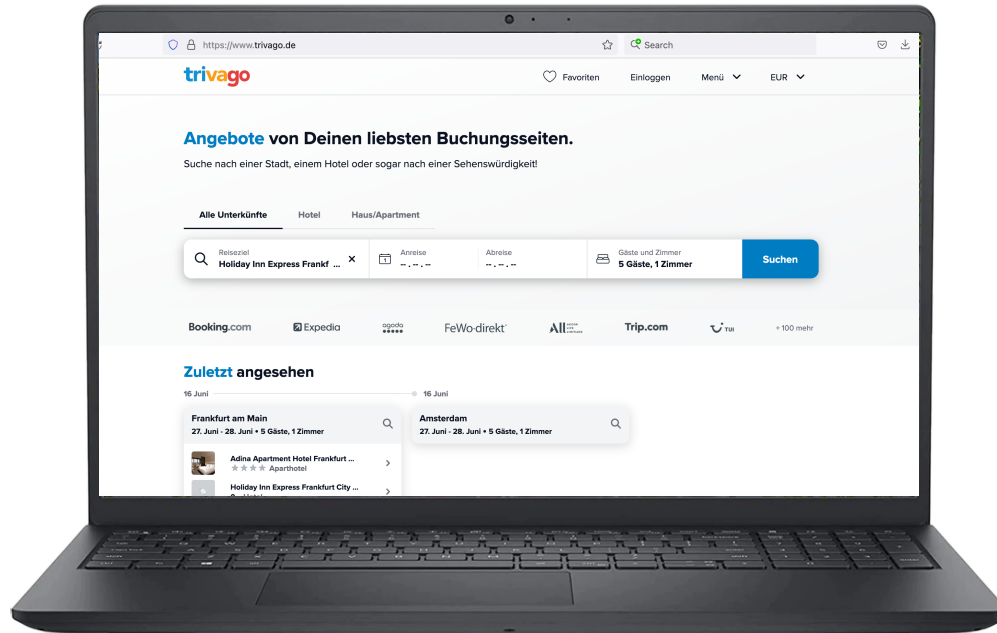 https://www.trivago.de
Search
trivago
Favoriten
Einloggen
Menü
EUR
Angebote von Deinen liebsten Buchungsseiten.
Suche nach einer Stadt, einem Hotel oder sogar nach einer Sehenswürdigkeit!
Alle Unterkünfte
Hotel
Haus/Apartment
Reiseziel
Holiday Inn Express Frankf ...
Anreise
-- . -- . --
Abreise
-- . -- . --
Gäste und Zimmer
5 Gäste, 1 Zimmer
Suchen
Booking.com
Expedia
agoda
FeWo-direkt
ALL
Trip.com
TUI
+ 100 mehr
Zuletzt angesehen
16 Juni
16 Juni
Frankfurt am Main
27. Juni - 28. Juni • 5 Gäste, 1 Zimmer
Amsterdam
27. Juni - 28. Juni • 5 Gäste, 1 Zimmer
Adina Apartment Hotel Frankfurt ...
Aparthotel
Holiday Inn Express Frankfurt City ...